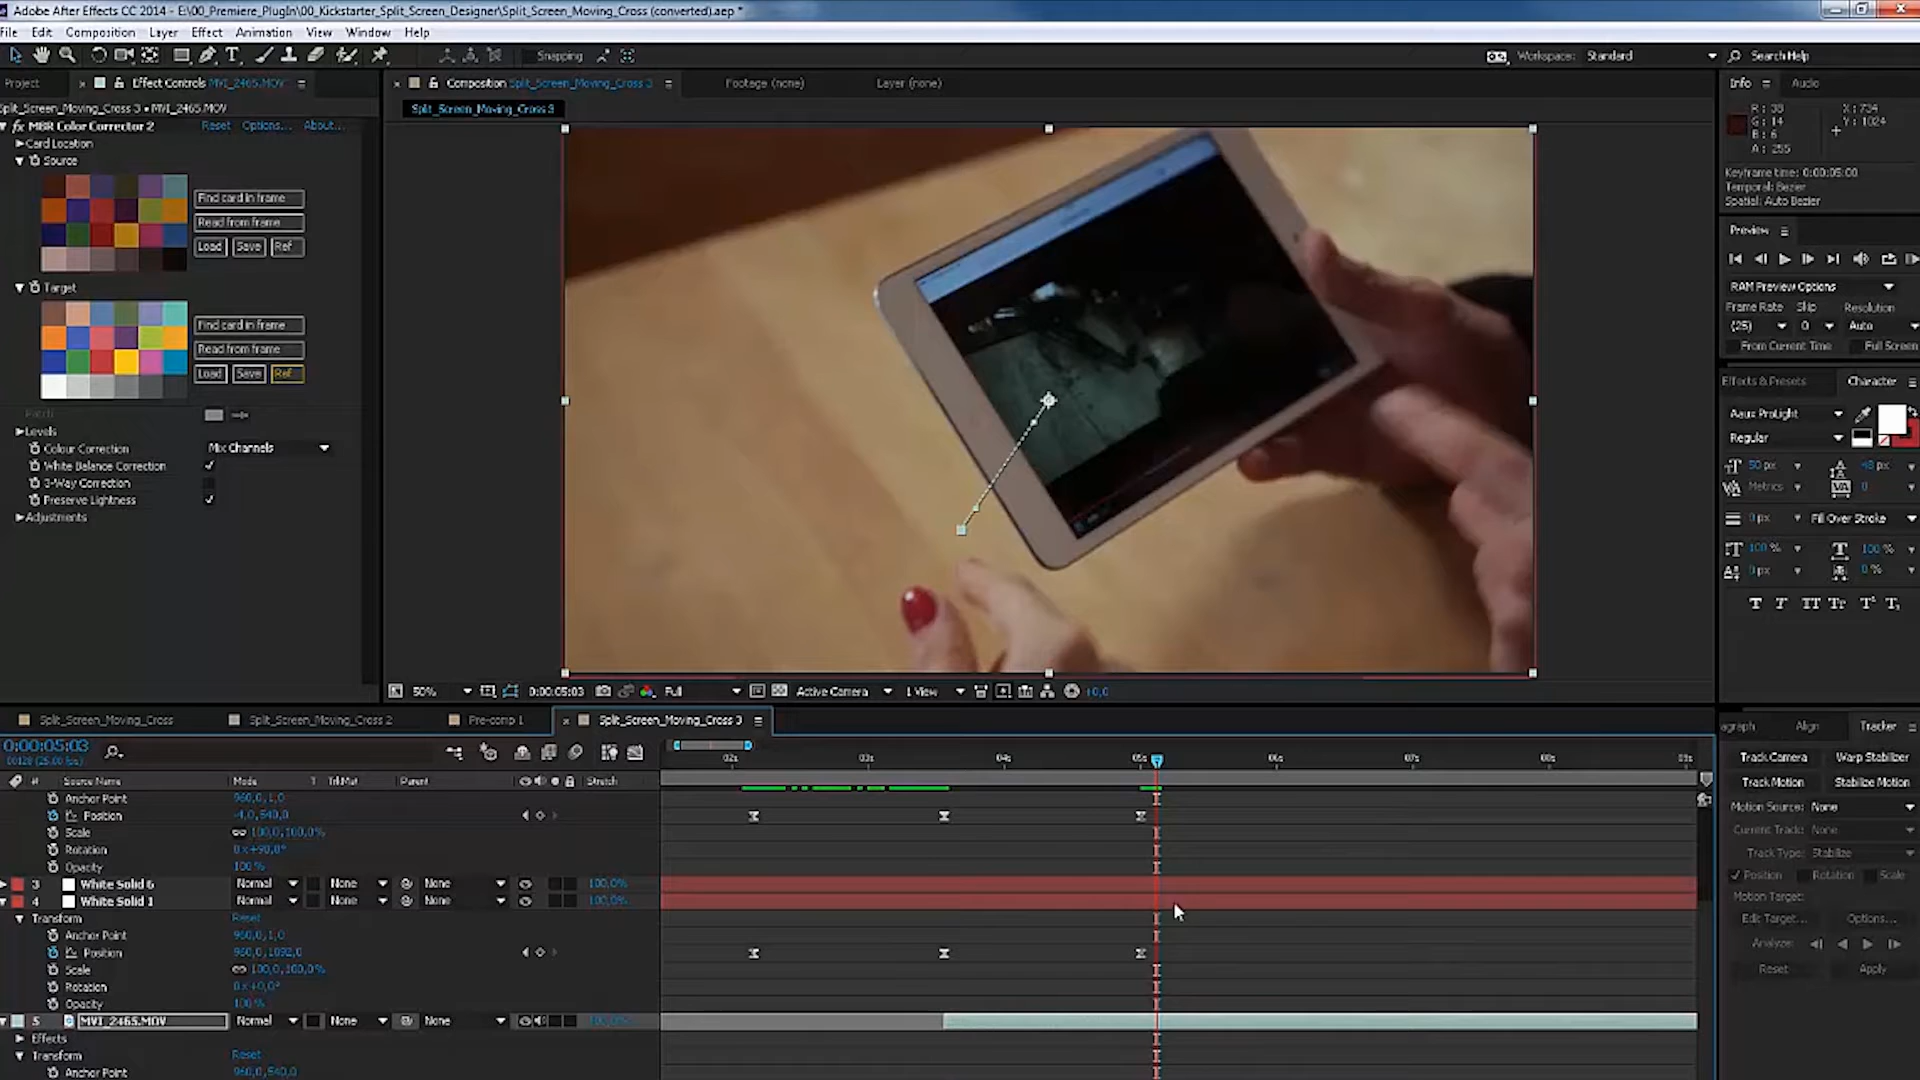 Adobe After Effects CC 2014 - E:\00_Premiere_PlugIn\00_Kickstarter_Split_Screen_Designer\Split_Screen_Moving_Cross (converted).aep *
File Edit Composition Layer Effect Animation View Window Help
Snapping Workspace: Standard Search Help
Project Effect Controls MVI_2465.MOV Composition Split_Screen_Moving_Cross 3 Footage (none) Layer (none) Info Audio
Split_Screen_Moving_Cross 3 • MVI_2465.MOV
Split_Screen_Moving_Cross 3
R: 38 X: 734
G: 14 Y: 1024
B: 6
A: 255
fx MBR Color Corrector 2 Reset Options... About...
Card Location
Source
Find card in frame
Read from frame
Load Save Ref
Target
Find card in frame
Read from frame
Load Save Ref
Levels
Colour Correction Mix Channels
White Balance Correction
3-Way Correction
Preserve Lightness
Adjustments
Keyframe time: 0:00:05:00
Temporal: Bezier
Spatial: Auto Bezier
Preview
RAM Preview Options
Frame Rate Skip Resolution
(25) 0 Auto
From Current Time Full Screen
Effects & Presets Character
Aaux ProLight
Regular
50 px 48 px
Metrics 0
0 px Fill Over Stroke
100 % 100 %
0 px 0 %
T T TT Tr T¹ T₁
50% 0:00:05:03 Full Active Camera 1 View +0,0
Split_Screen_Moving_Cross Split_Screen_Moving_Cross 2 Pre-comp 1 Split_Screen_Moving_Cross 3
0:00:05:03
00128 (25.00 fps)
02s 03s 04s 05s 06s 07s 08s 09s
# Source Name Mode T TrkMat Parent Stretch
Anchor Point 960,0,1,0
Position -4,0,540,0
Scale 100,0,100,0%
Rotation 0x+90,0°
Opacity 100 %
3 White Solid 6 Normal None None 100,0%
4 White Solid 1 Normal None None 100,0%
Transform Reset
Anchor Point 960,0,1,0
Position 960,0,1092,0
Scale 100,0,100,0%
Rotation 0x+0,0°
Opacity 100 %
5 MVI_2465.MOV Normal None None 100,0%
Effects
Transform Reset
Anchor Point 960,0,540,0
agraph Align Tracker
Track Camera Warp Stabilizer
Track Motion Stabilize Motion
Motion Source: None
Current Track: None
Track Type: Stabilize
Position Rotation Scale
Motion Target:
Edit Target... Options...
Analyze:
Reset Apply